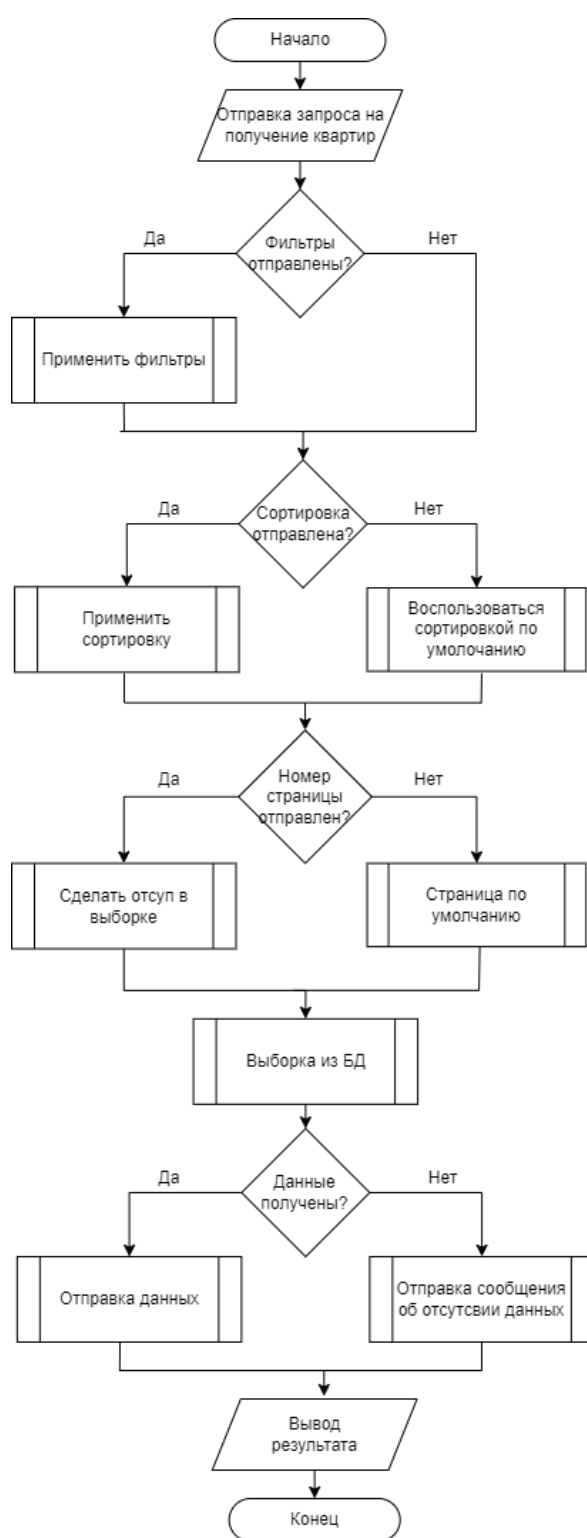 Начало
Отправка запроса на
получение квартир
Да
Фильтры
отправлены?
Нет
Применить фильтры
Да
Сортировка
отправлена?
Нет
Применить
сортировку
Воспользоваться
сортировкой по
умолочанию
Да
Номер
страницы
отправлен?
Нет
Сделать отсуп в
выборке
Страница по
умолчанию
Выборка из БД
Да
Данные
получены?
Нет
Отправка данных
Отправка сообщения
об отсутсвии данных
Вывод
результата
Конец